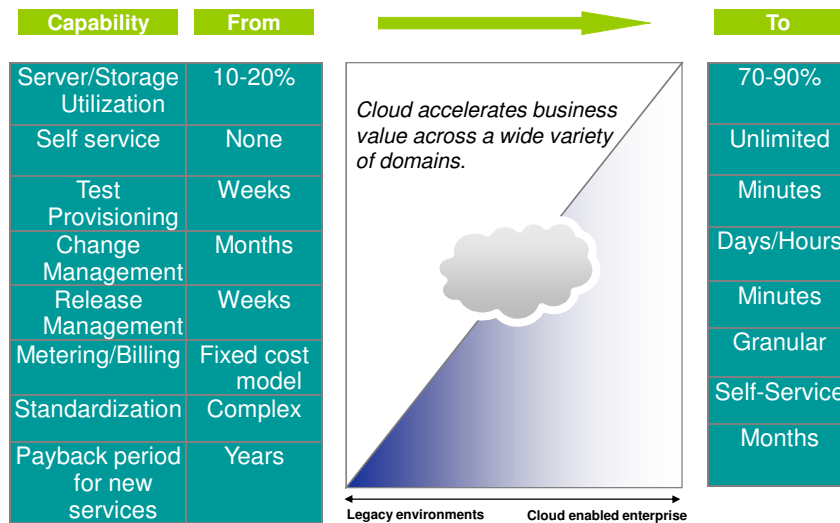 Capability From To
Server/Storage Utilization 10-20% 70-90%
Self service None Unlimited
Test Provisioning Weeks Minutes
Change Management Months Days/Hours
Release Management Weeks Minutes
Metering/Billing Fixed cost model Granular
Standardization Complex Self-Service
Payback period for new services Years Months
Cloud accelerates business
value across a wide variety
of domains.
Legacy environments Cloud enabled enterprise